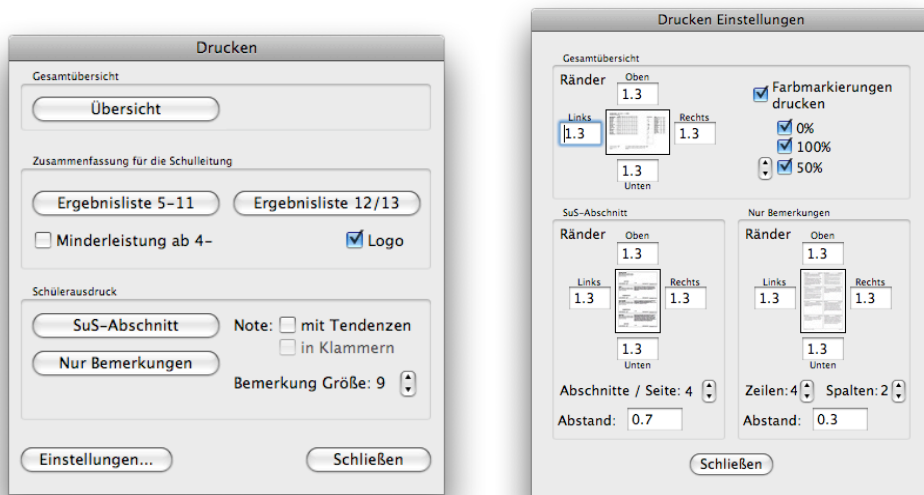 Drucken
Gesamtübersicht
Übersicht
Zusammenfassung für die Schulleitung
Ergebnisliste 5-11 Ergebnisliste 12/13
Minderleistung ab 4- Logo
Schülerausdruck
SuS-Abschnitt Note: mit Tendenzen
in Klammern
Nur Bemerkungen
Bemerkung Größe: 9
Einstellungen... Schließen
Drucken Einstellungen
Gesamtübersicht
Ränder Oben
1.3
Farbmarkierungen
drucken
Links Rechts
1.3 1.3
0%
100%
50%
1.3
Unten
SuS-Abschnitt
Ränder Oben
1.3
Links Rechts
1.3 1.3
1.3
Unten
Abschnitte / Seite: 4
Abstand: 0.7
Nur Bemerkungen
Ränder Oben
1.3
Links Rechts
1.3 1.3
1.3
Unten
Zeilen: 4 Spalten: 2
Abstand: 0.3
Schließen